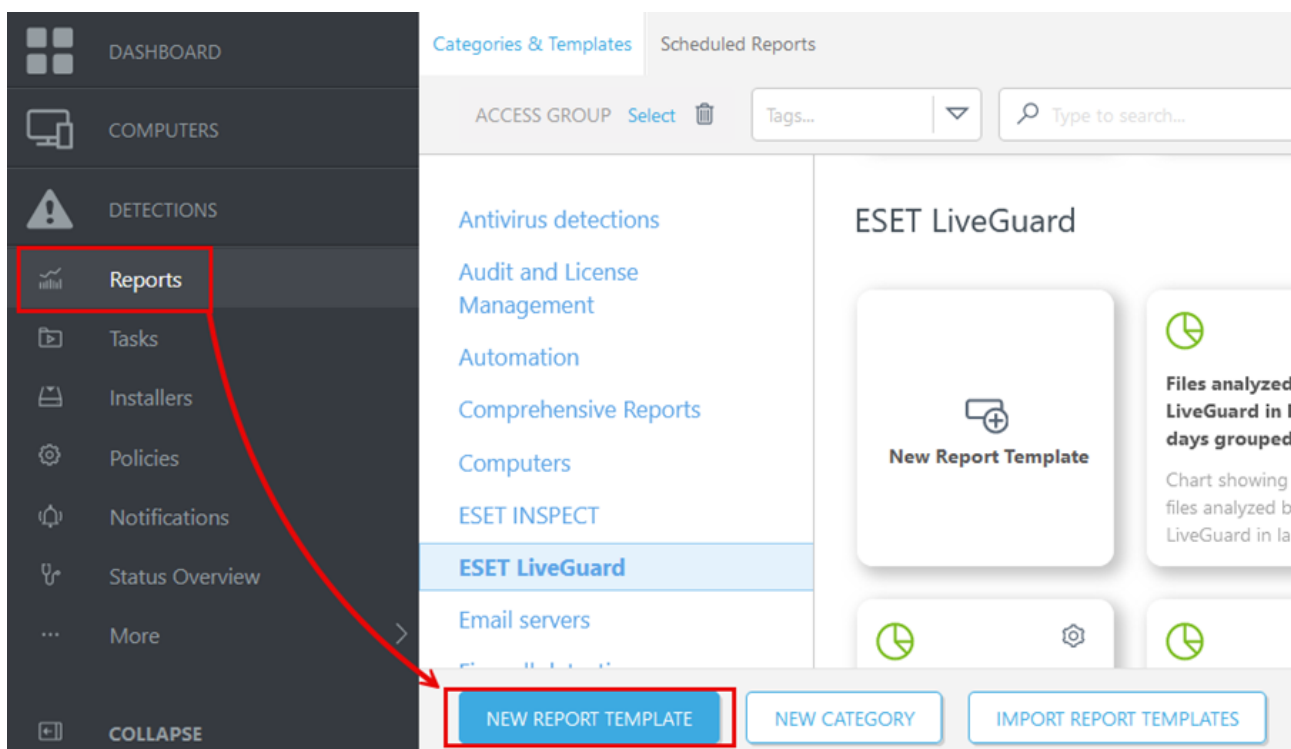 DASHBOARD
COMPUTERS
DETECTIONS
Reports
Tasks
Installers
Policies
Notifications
Status Overview
More
COLLAPSE
Categories & Templates
Scheduled Reports
ACCESS GROUP Select
Tags...
Type to search...
Antivirus detections
Audit and License
Management
Automation
Comprehensive Reports
Computers
ESET INSPECT
ESET LiveGuard
Email servers
ESET LiveGuard
New Report Template
Files analyzed
LiveGuard in
days grouped
Chart showing
files analyzed
LiveGuard in
NEW REPORT TEMPLATE
NEW CATEGORY
IMPORT REPORT TEMPLATES